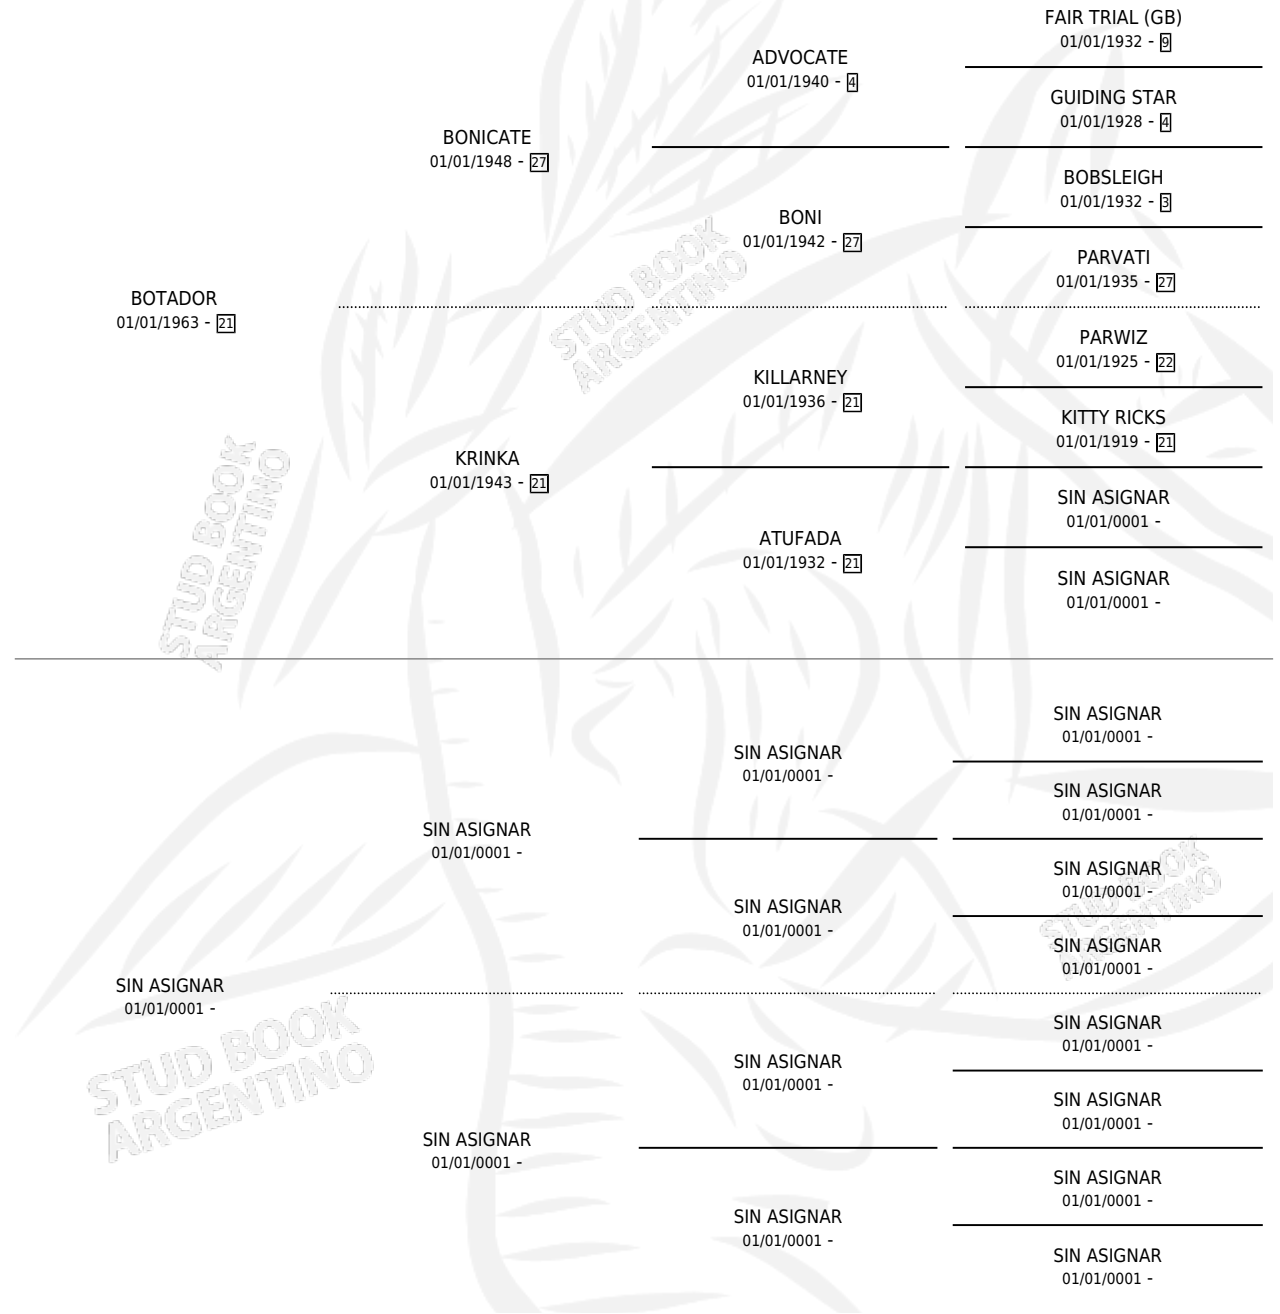 FAIR TRIAL (GB)
01/01/1932 - 9
ADVOCATE
01/01/1940 - 4
GUIDING STAR
01/01/1928 - 4
BONICATE
01/01/1948 - 27
BOBSLEIGH
01/01/1932 - 3
BONI
01/01/1942 - 27
PARVATI
01/01/1935 - 27
BOTADOR
01/01/1963 - 21
STUD BOOK
ARGENTINO
PARWIZ
01/01/1925 - 22
KILLARNEY
01/01/1936 - 21
KITTY RICKS
01/01/1919 - 21
KRINKA
01/01/1943 - 21
SIN ASIGNAR
01/01/0001 -
ATUFADA
01/01/1932 - 21
SIN ASIGNAR
01/01/0001 -
STUD BOOK
ARGENTINO
SIN ASIGNAR
01/01/0001 -
SIN ASIGNAR
01/01/0001 -
SIN ASIGNAR
01/01/0001 -
SIN ASIGNAR
01/01/0001 -
SIN ASIGNAR
01/01/0001 -
SIN ASIGNAR
01/01/0001 -
STUD BOOK
ARGENTINO
SIN ASIGNAR
01/01/0001 -
SIN ASIGNAR
01/01/0001 -
SIN ASIGNAR
01/01/0001 -
STUD BOOK
ARGENTINO
SIN ASIGNAR
01/01/0001 -
SIN ASIGNAR
01/01/0001 -
SIN ASIGNAR
01/01/0001 -
SIN ASIGNAR
01/01/0001 -
SIN ASIGNAR
01/01/0001 -
SIN ASIGNAR
01/01/0001 -